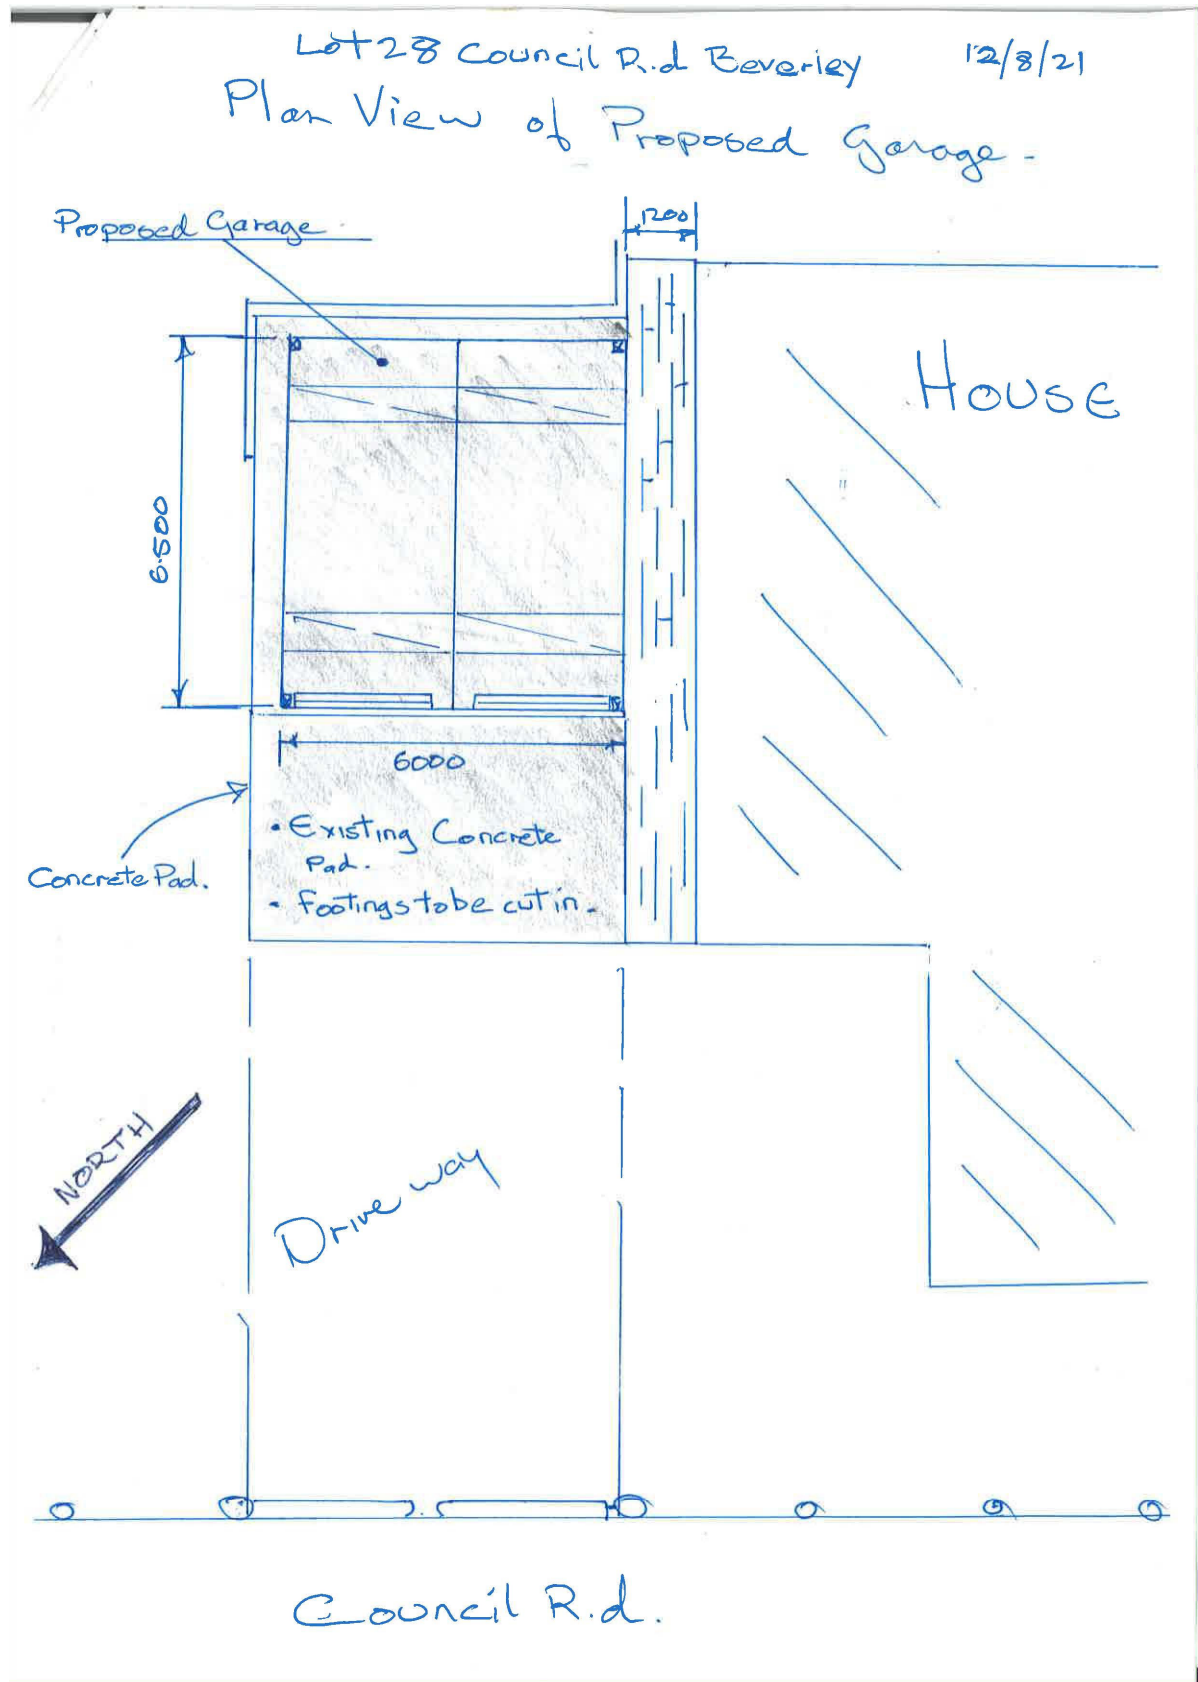 Lot 28 Council R.d Beverley 12/8/21
Plan View of Proposed Garage.
Proposed Garage
1200
HOUSE
6.500
6000
• Existing Concrete
Pad.
• Footings to be cut in.
Concrete Pad.
NORTH
Drive way
Council R.d.